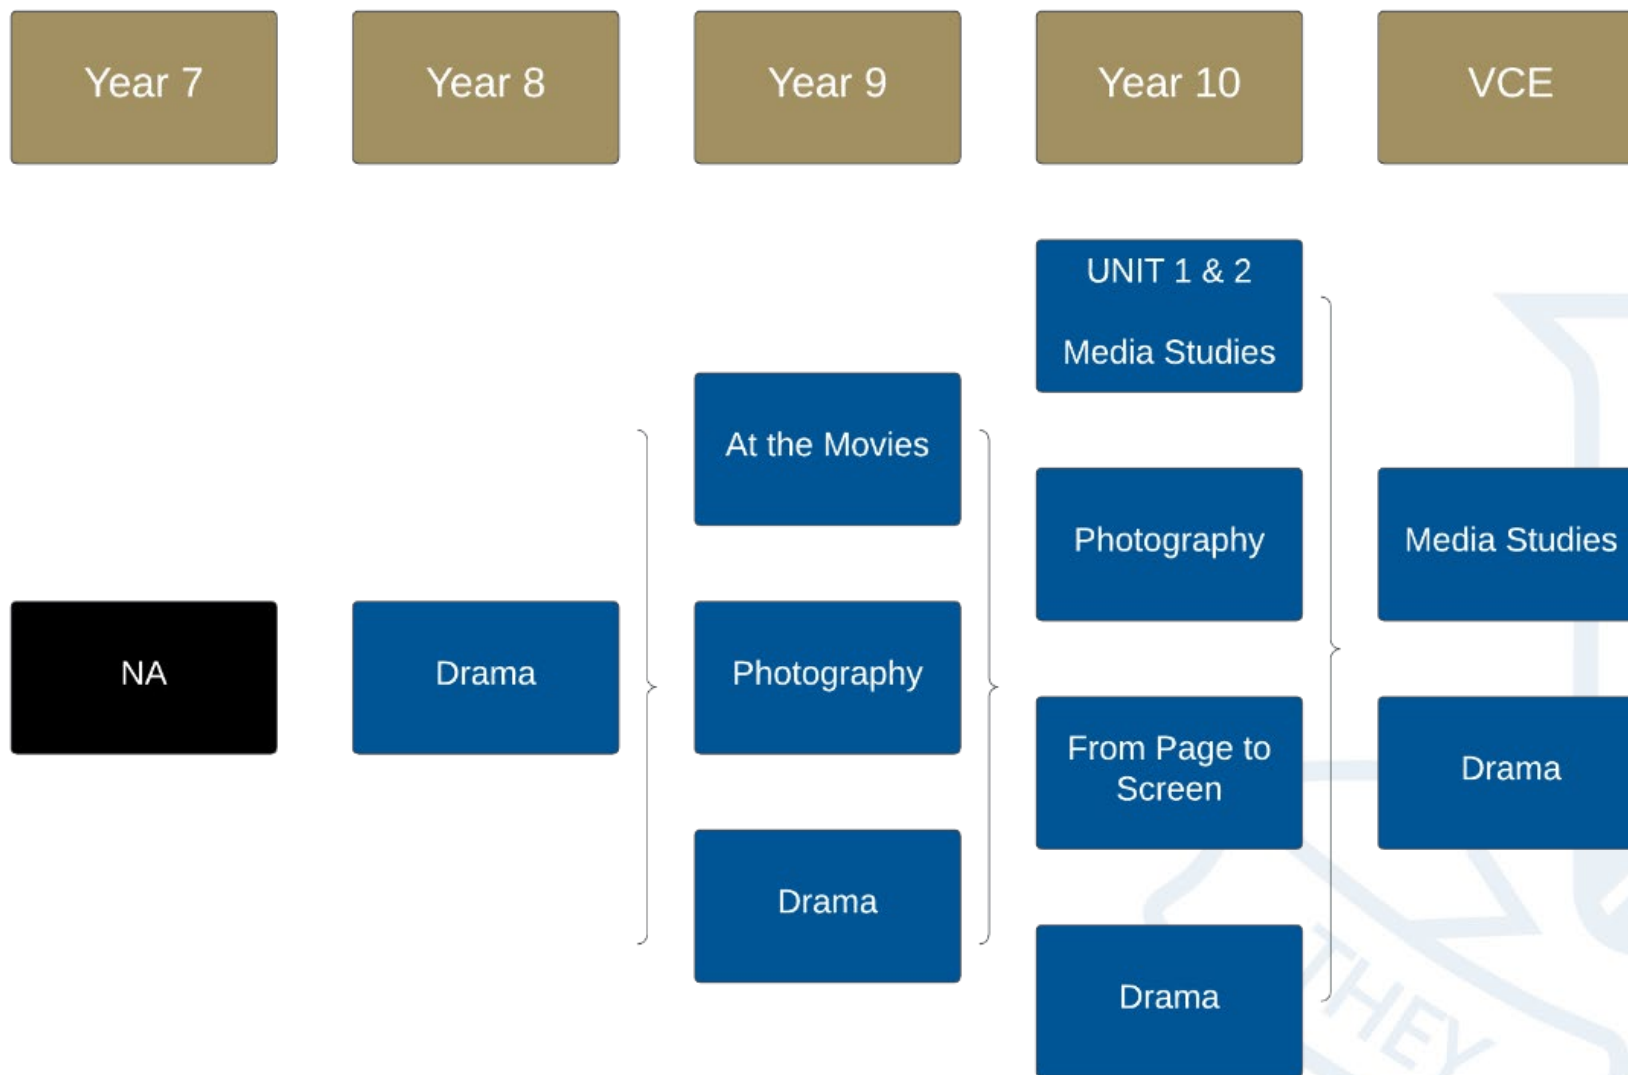 Year 7
Year 8
Year 9
Year 10
VCE
UNIT 1 & 2
Media Studies
At the Movies
Photography
Media Studies
NA
Drama
Photography
From Page to
Screen
Drama
Drama
Drama
THEY